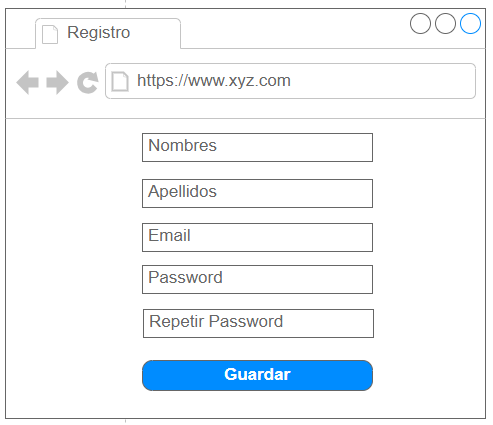 Registro
https://www.xyz.com
Nombres
Apellidos
Email
Password
Repetir Password
Guardar